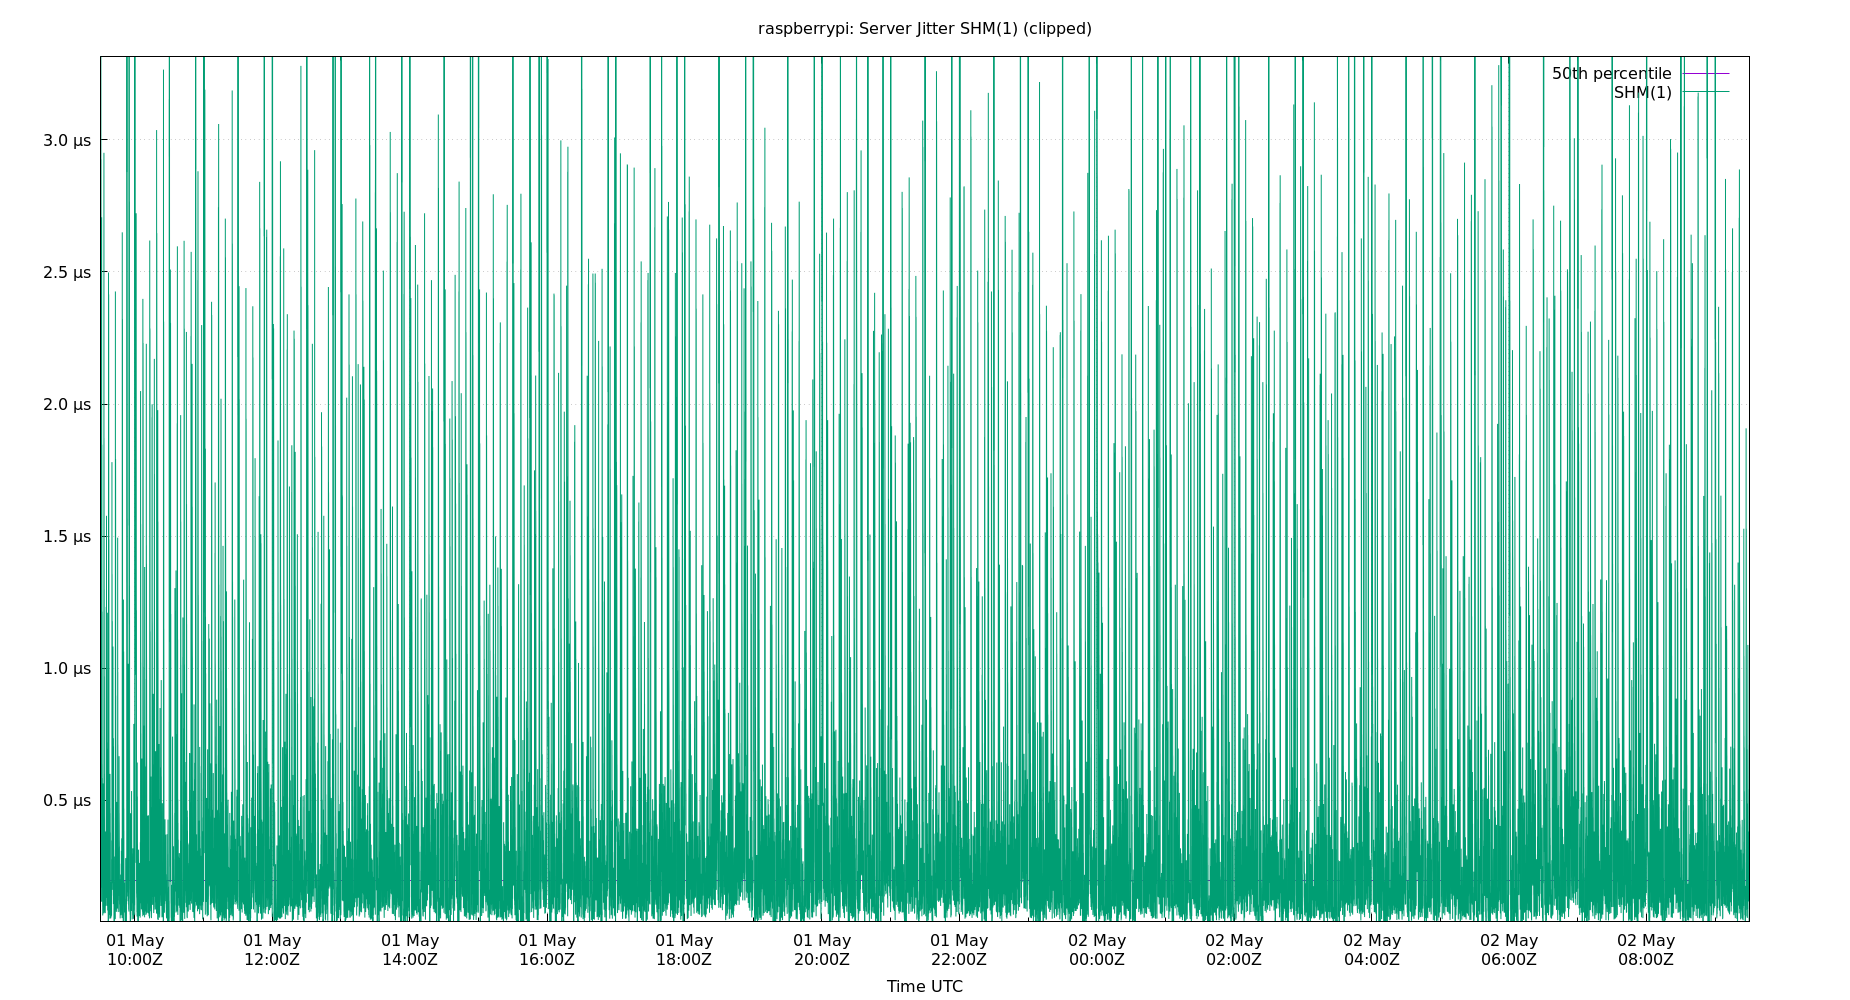 raspberrypi: Server Jitter SHM(1) (clipped)
50th percentile
SHM(1)
3.0 µs
2.5 µs
2.0 µs
1.5 µs
1.0 µs
0.5 µs
01 May 01 May 01 May 01 May 01 May 01 May 01 May 02 May 02 May 02 May 02 May 02 May
10:00Z 12:00Z 14:00Z 16:00Z 18:00Z 20:00Z 22:00Z 00:00Z 02:00Z 04:00Z 06:00Z 08:00Z
Time UTC